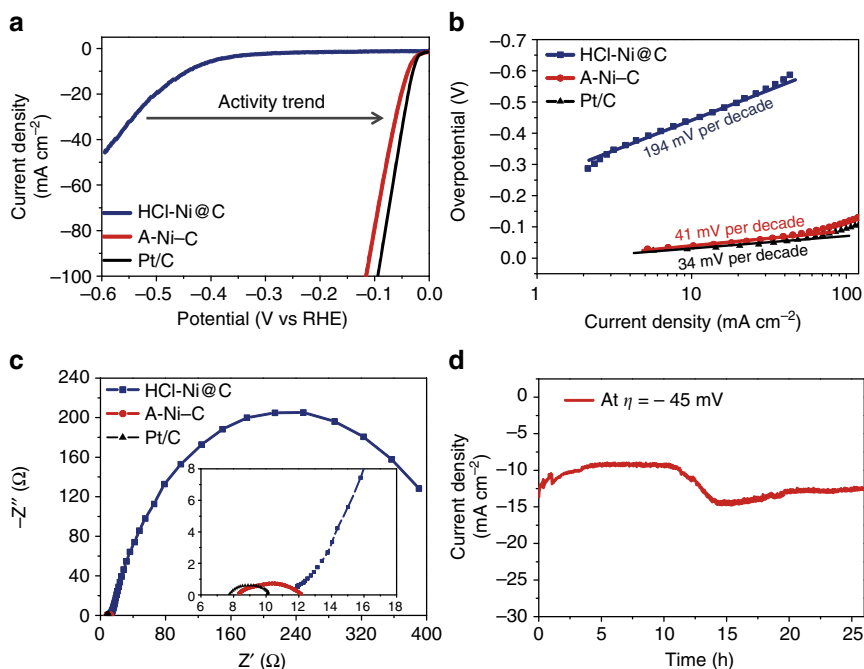 a
0
−20
−40
−60
−80
−100
Current density
(mA cm−2)
Activity trend
HCl-Ni@C
A-Ni–C
Pt/C
−0.6 −0.5 −0.4 −0.3 −0.2 −0.1 0.0
Potential (V vs RHE)
b
−0.7
−0.6
−0.5
−0.4
−0.3
−0.2
−0.1
0.0
Overpotential (V)
HCl-Ni@C
A-Ni–C
Pt/C
194 mV per decade
41 mV per decade
34 mV per decade
1 10 100
Current density (mA cm−2)
c
240
200
160
120
80
40
0
−Z″ (Ω)
HCl-Ni@C
A-Ni-C
Pt/C
8
6
4
2
0
6 8 10 12 14 16 18
0 80 160 240 320 400
Z′ (Ω)
d
0
−5
−10
−15
−20
−25
−30
Current density
(mA cm−2)
At η = − 45 mV
0 5 10 15 20 25
Time (h)